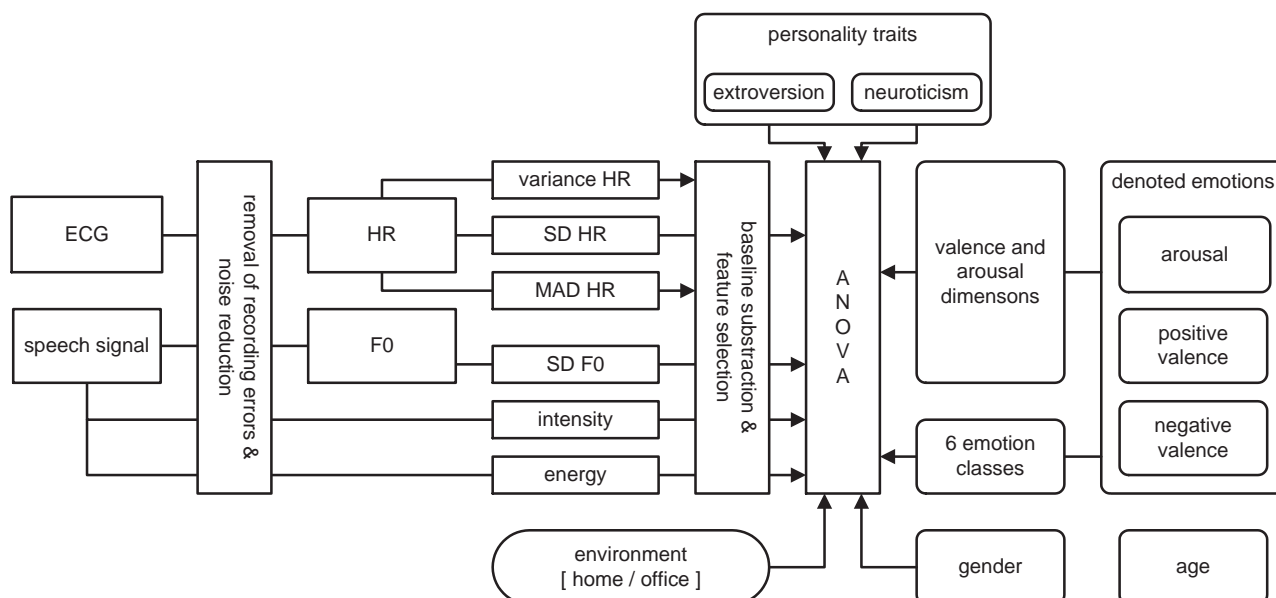 personality traits
extroversion
neuroticism
ECG
speech signal
removal of recording errors &
noise reduction
HR
F0
variance HR
SD HR
MAD HR
SD F0
intensity
energy
baseline substraction &
feature selection
A
N
O
V
A
valence and
arousal
dimensons
6 emotion
classes
denoted emotions
arousal
positive
valence
negative
valence
environment
[ home / office ]
gender
age